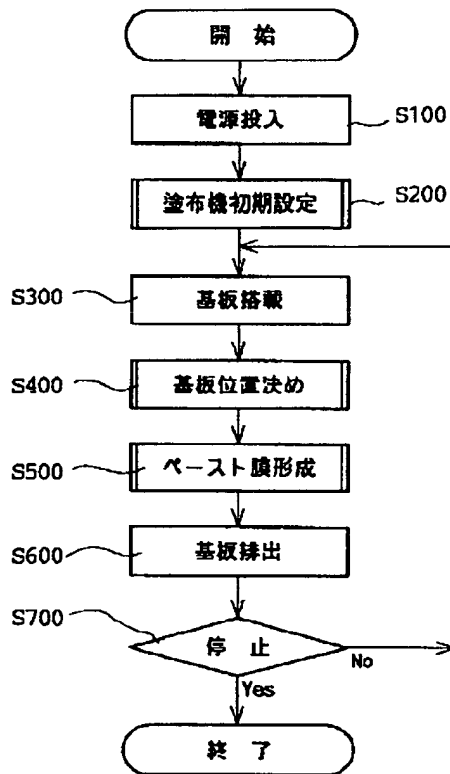 開 始
電源投入 S100
塗布機初期設定 S200
S300 基板搭載
S400 基板位置決め
S500 ペースト膜形成
S600 基板排出
S700 停 止
No
Yes
終 了